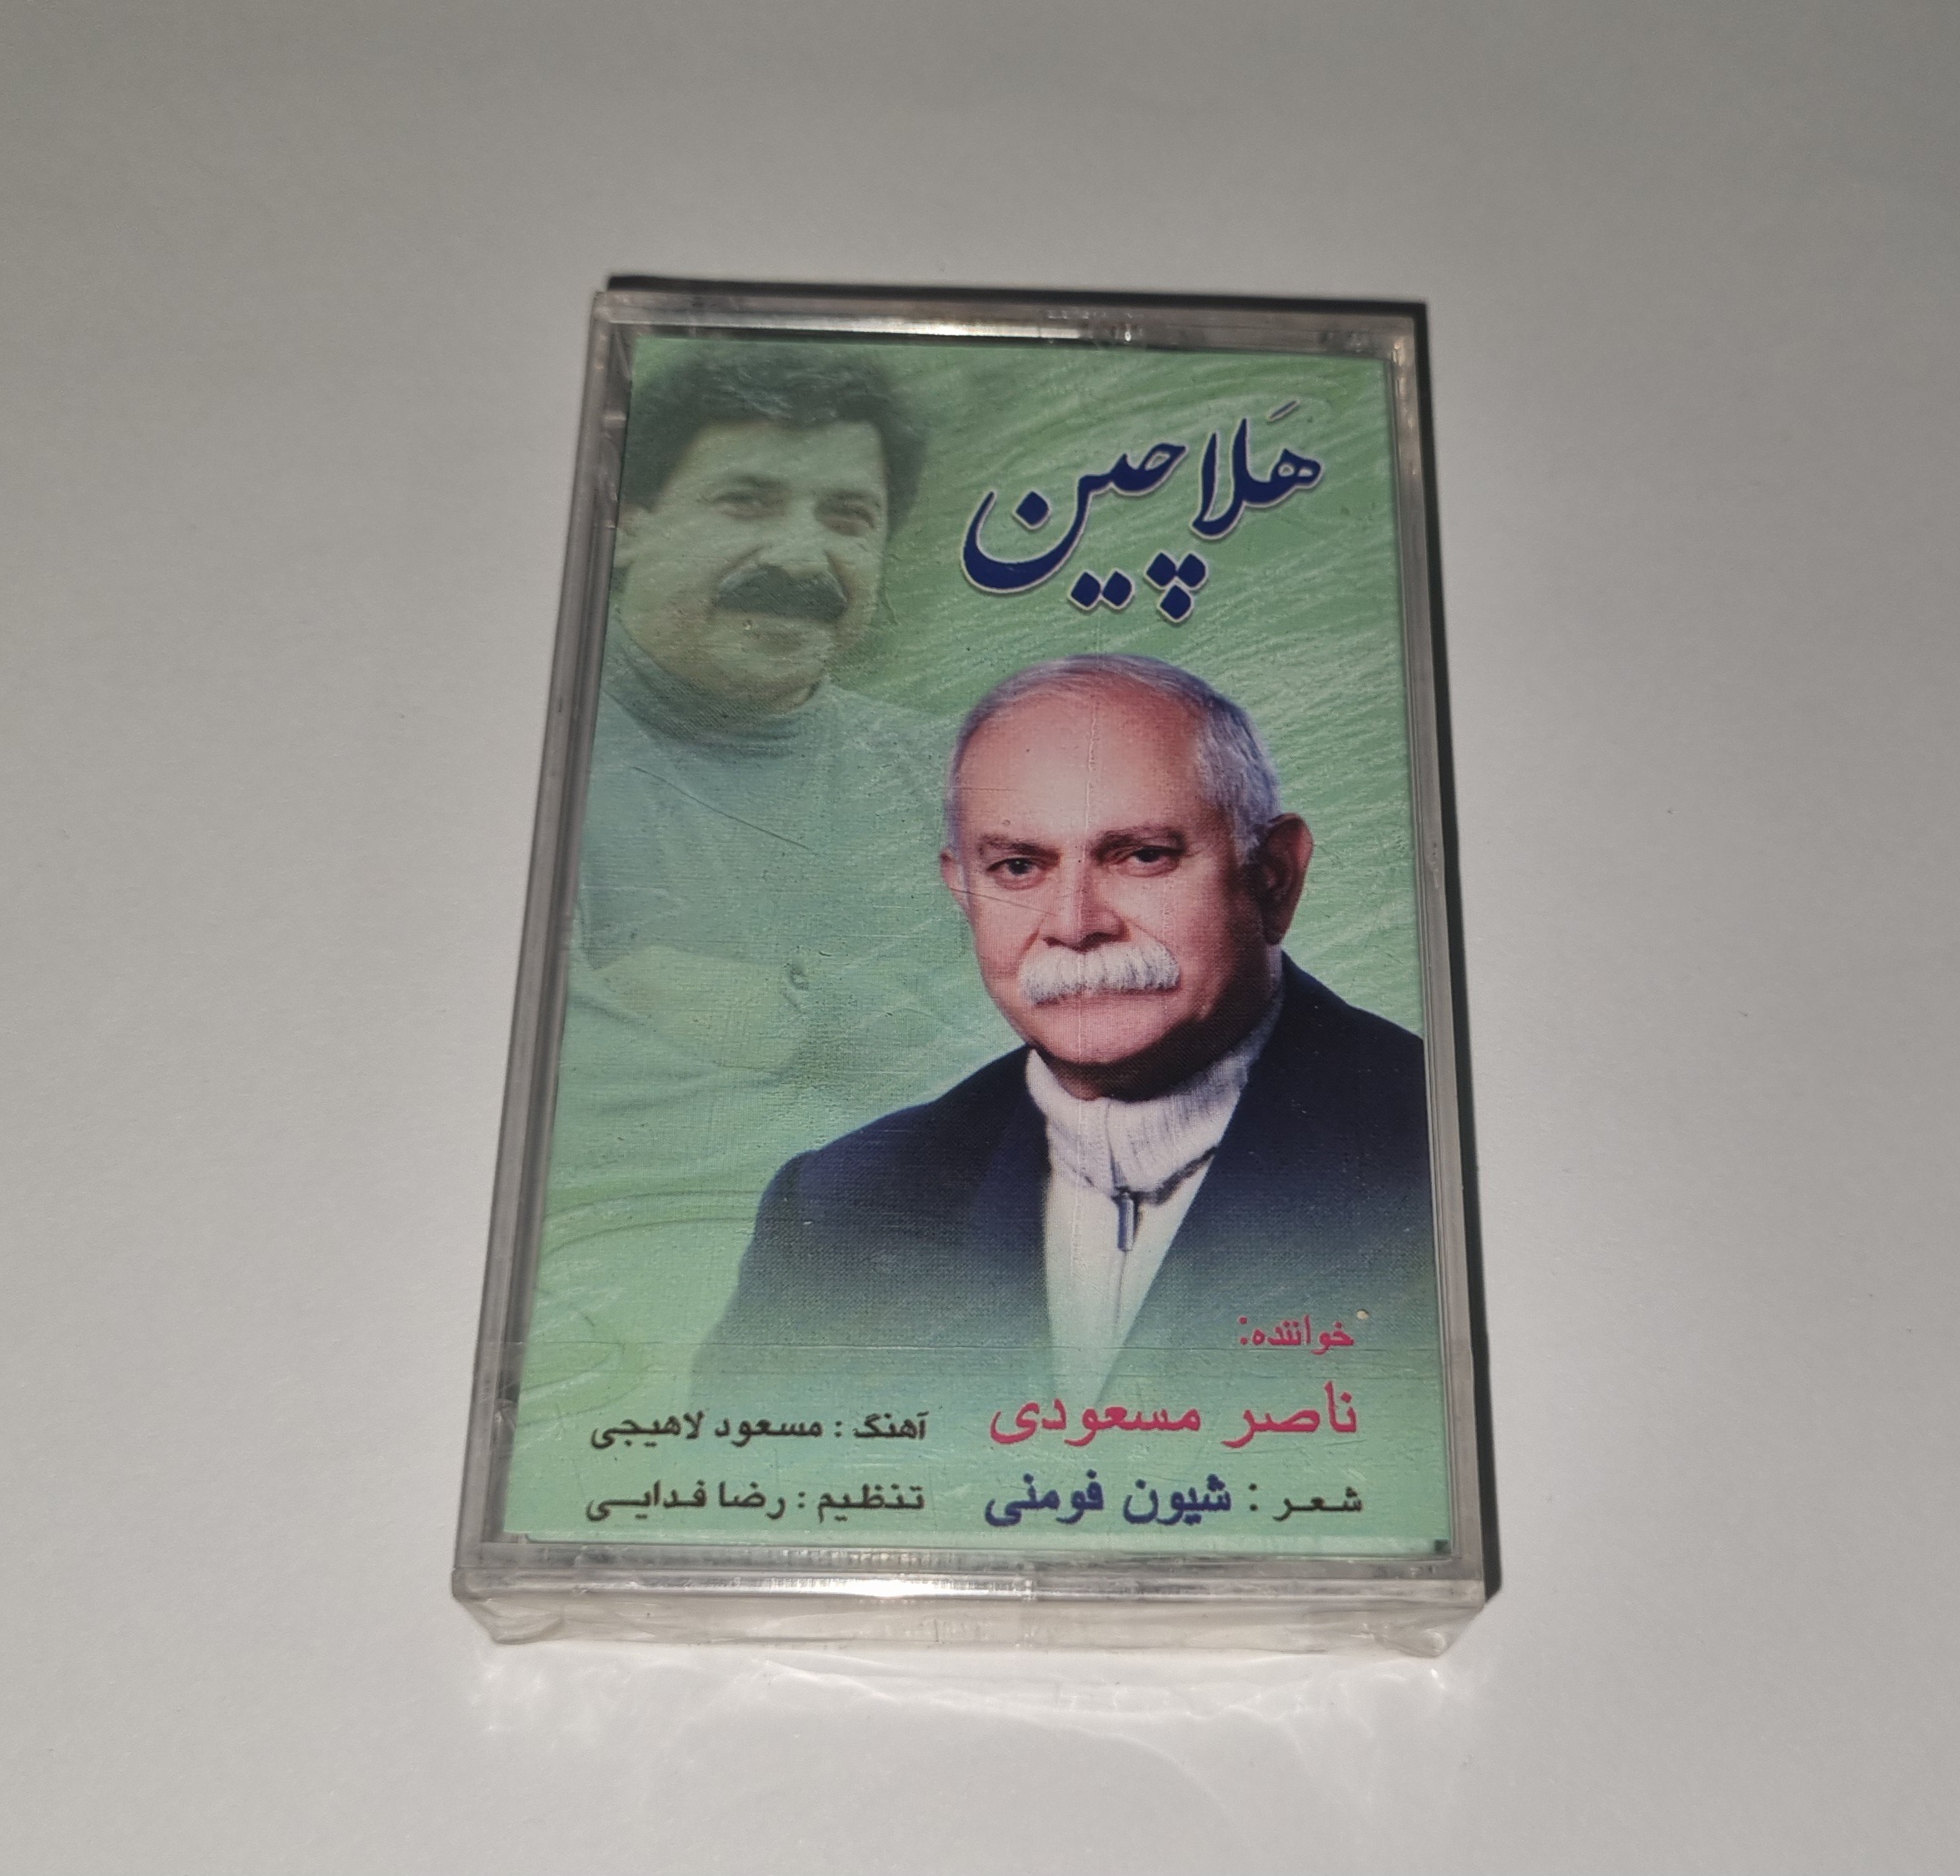 هَلاچین
خواننده:
ناصر مسعودی
شعر : شیون فومنی
آهنگ : مسعود لاهیجی
تنظیم : رضا فدایی